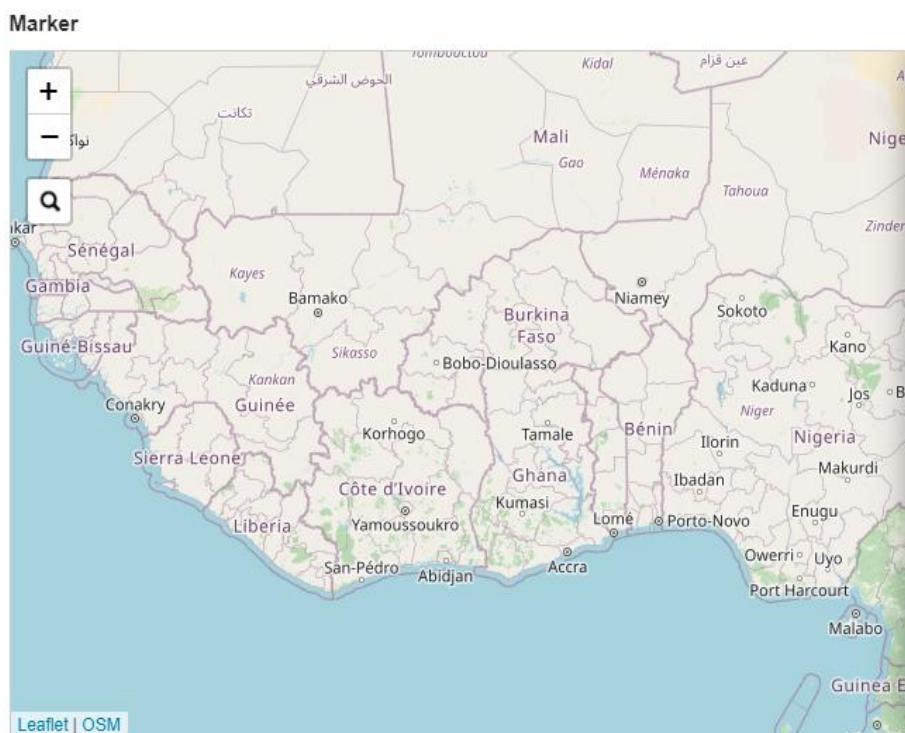 Marker
Tombouctou
Kidal
عين قزام
الحوض الشرقي
+
تكانت
−
Mali
Gao
Ménaka
Tahoua
Zinder
Sénégal
Kayes
Gambia
Bamako
Niamey
Sokoto
Burkina
Faso
Guiné-Bissau
Sikasso
Kano
Bobo-Dioulasso
Kankan
Kaduna
Jos
Conakry
Guinée
Niger
Korhogo
Tamale
Bénin
Ilorin
Nigeria
Sierra Leone
Makurdi
Côte d'Ivoire
Ghana
Ibadan
Kumasi
Enugu
Liberia
Yamoussoukro
Lomé
Porto-Novo
Owerri
Uyo
San-Pédro
Abidjan
Accra
Port Harcourt
Malabo
Guinea E
Leaflet | OSM